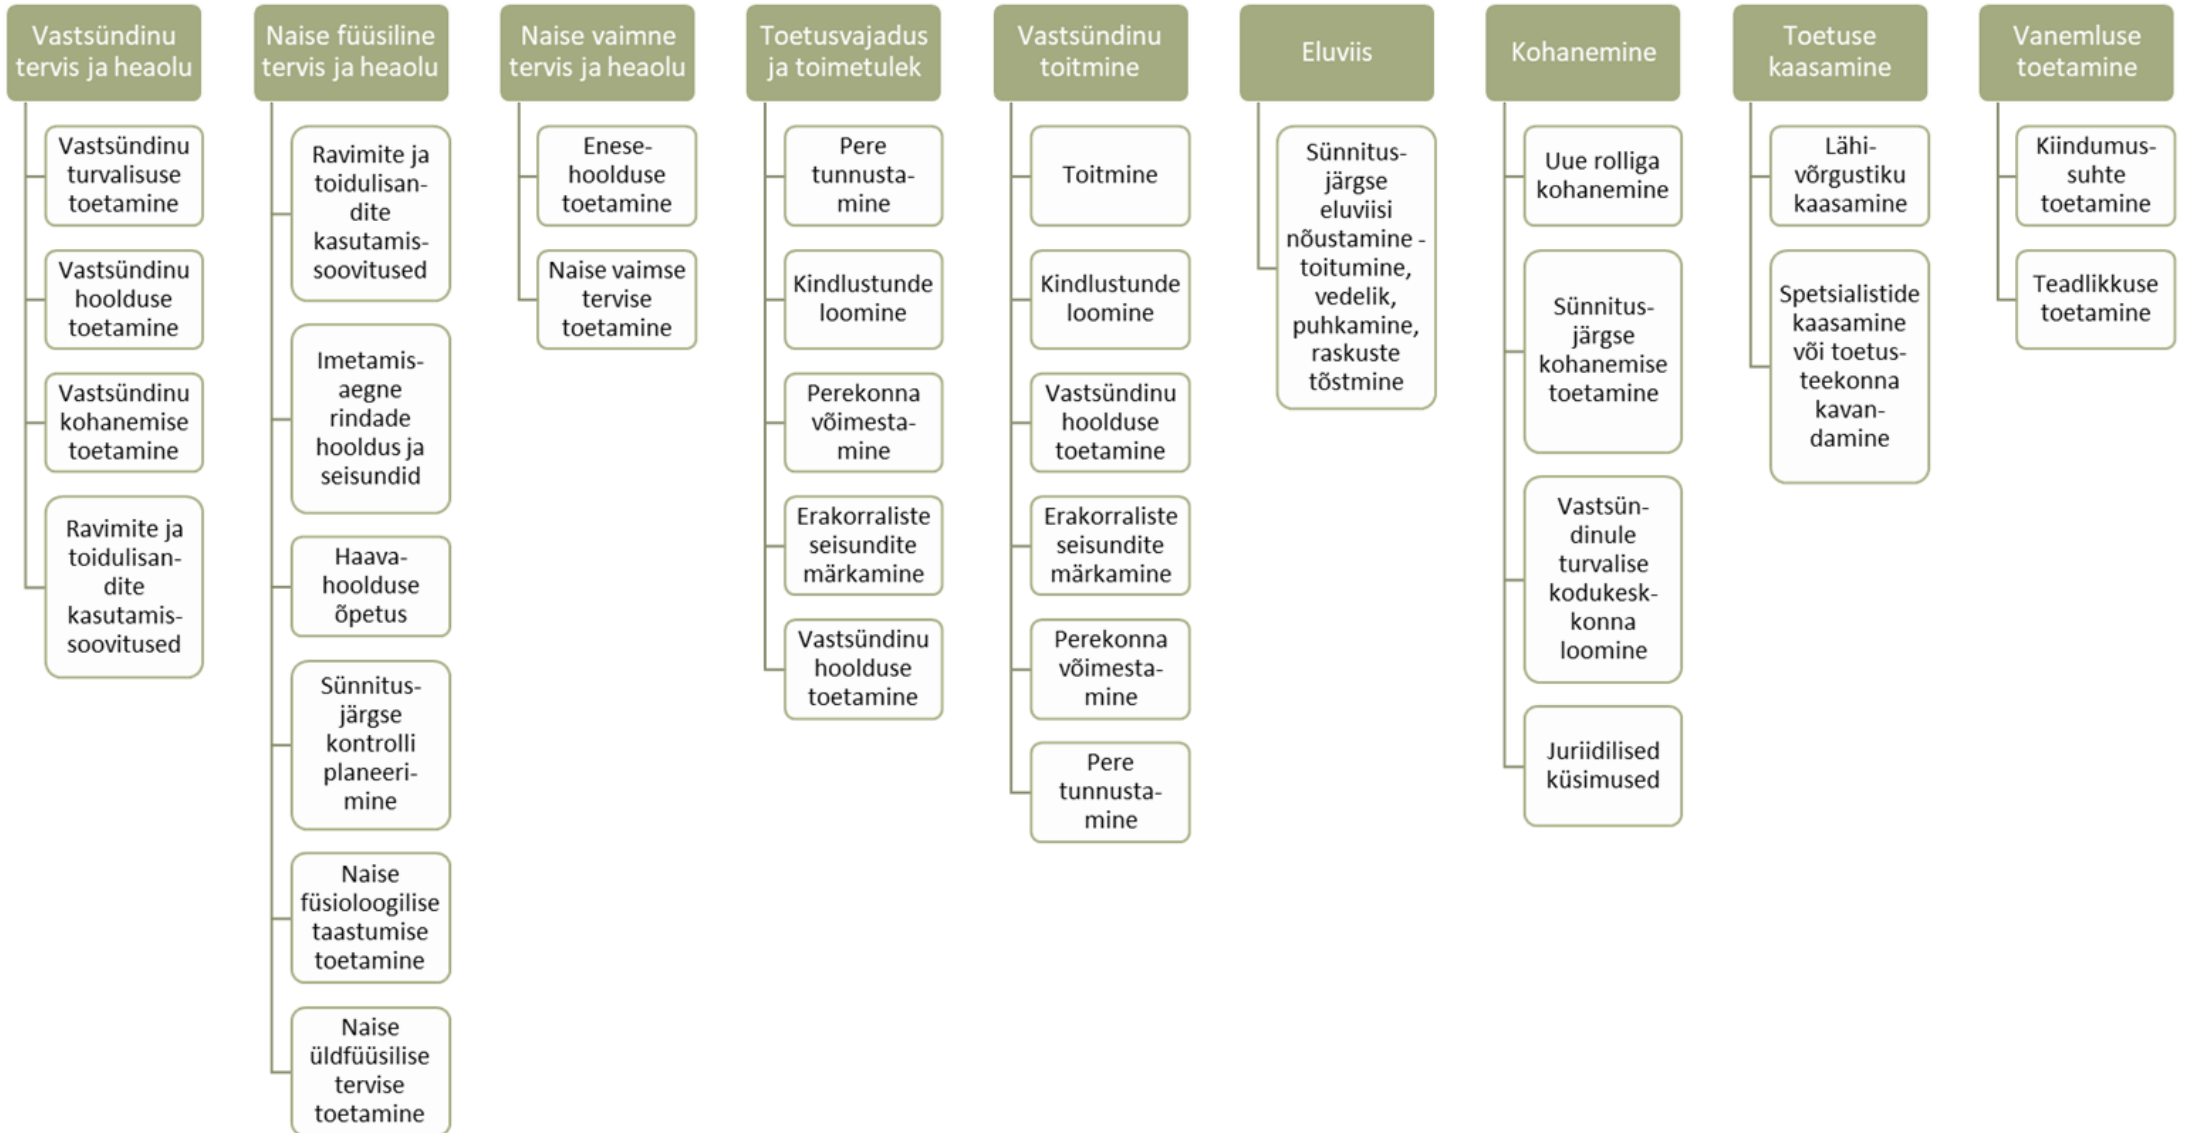 Vastsündinu
tervis ja heaolu
Vastsündinu
turvalisuse
toetamine
Vastsündinu
hoolduse
toetamine
Vastsündinu
kohanemise
toetamine
Ravimite ja
toidulisan-
dite
kasutamis-
soovitused
Naise füüsiline
tervis ja heaolu
Ravimite ja
toidulisan-
dite
kasutamis-
soovitused
Imetamis-
aegne
rindade
hooldus ja
seisundid
Haava-
hoolduse
õpetus
Sünnitus-
järgse
kontrolli
planeeri-
mine
Naise
füsioloogilise
taastumise
toetamine
Naise
üldfüüsilise
tervise
toetamine
Naise vaimne
tervis ja heaolu
Enese-
hoolduse
toetamine
Naise vaimse
tervise
toetamine
Toetusvajadus
ja toimetulek
Pere
tunnusta-
mine
Kindlustunde
loomine
Perekonna
võimesta-
mine
Erakorraliste
seisundite
märkamine
Vastsündinu
hoolduse
toetamine
Vastsündinu
toitmine
Toitmine
Kindlustunde
loomine
Vastsündinu
hoolduse
toetamine
Erakorraliste
seisundite
märkamine
Perekonna
võimesta-
mine
Pere
tunnusta-
mine
Eluviis
Sünnitus-
järgse
eluviisi
nõustamine -
toitumine,
vedelik,
puhkamine,
raskuste
tõstmine
Kohanemine
Uue rolliga
kohanemine
Sünnitus-
järgse
kohanemise
toetamine
Vastsün-
dinule
turvalise
kodukesk-
konna
loomine
Juriidilised
küsimused
Toetuse
kaasamine
Lähi-
võrgustiku
kaasamine
Spetsialistide
kaasamine
või toetus-
teekonna
kavan-
damine
Vanemluse
toetamine
Kiindumus-
suhte
toetamine
Teadlikkuse
toetamine